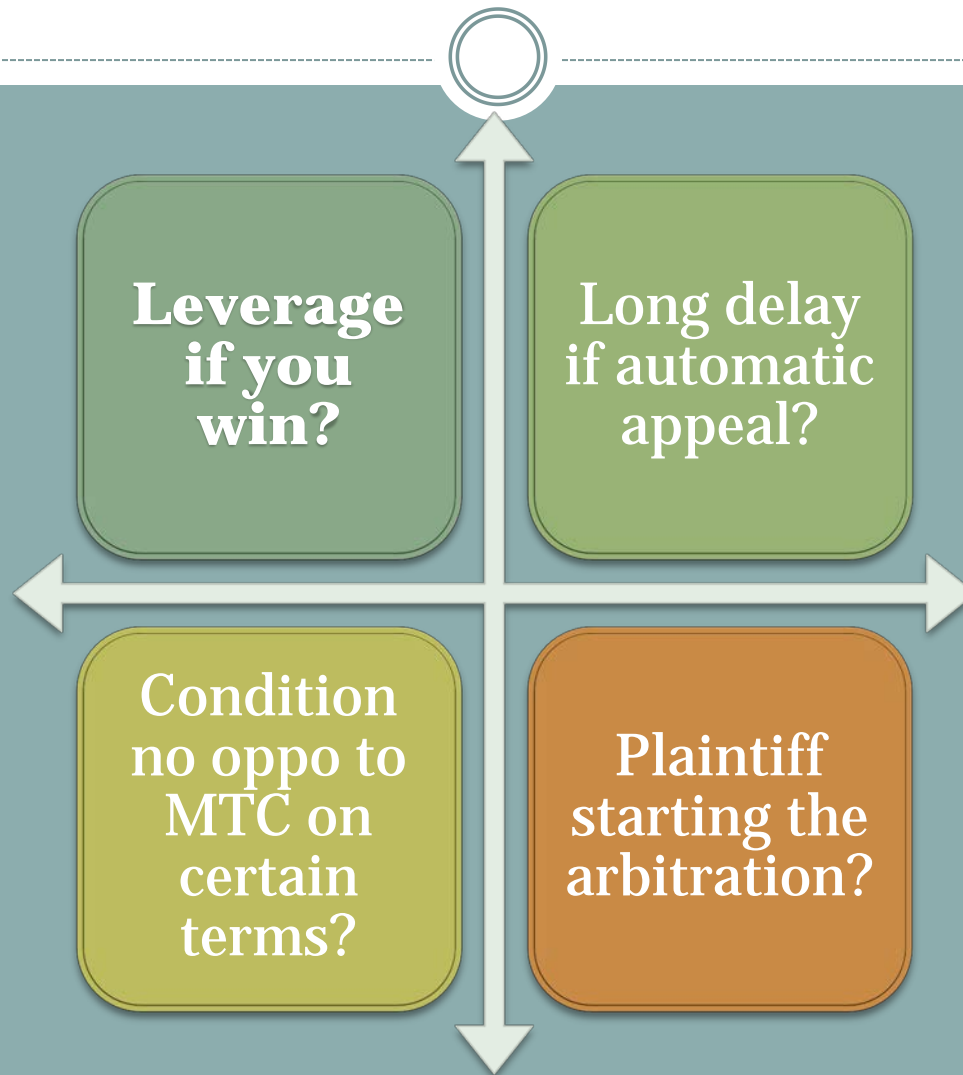 Leverage
if you
win?
Long delay
if automatic
appeal?
Condition
no oppo to
MTC on
certain
terms?
Plaintiff
starting the
arbitration?